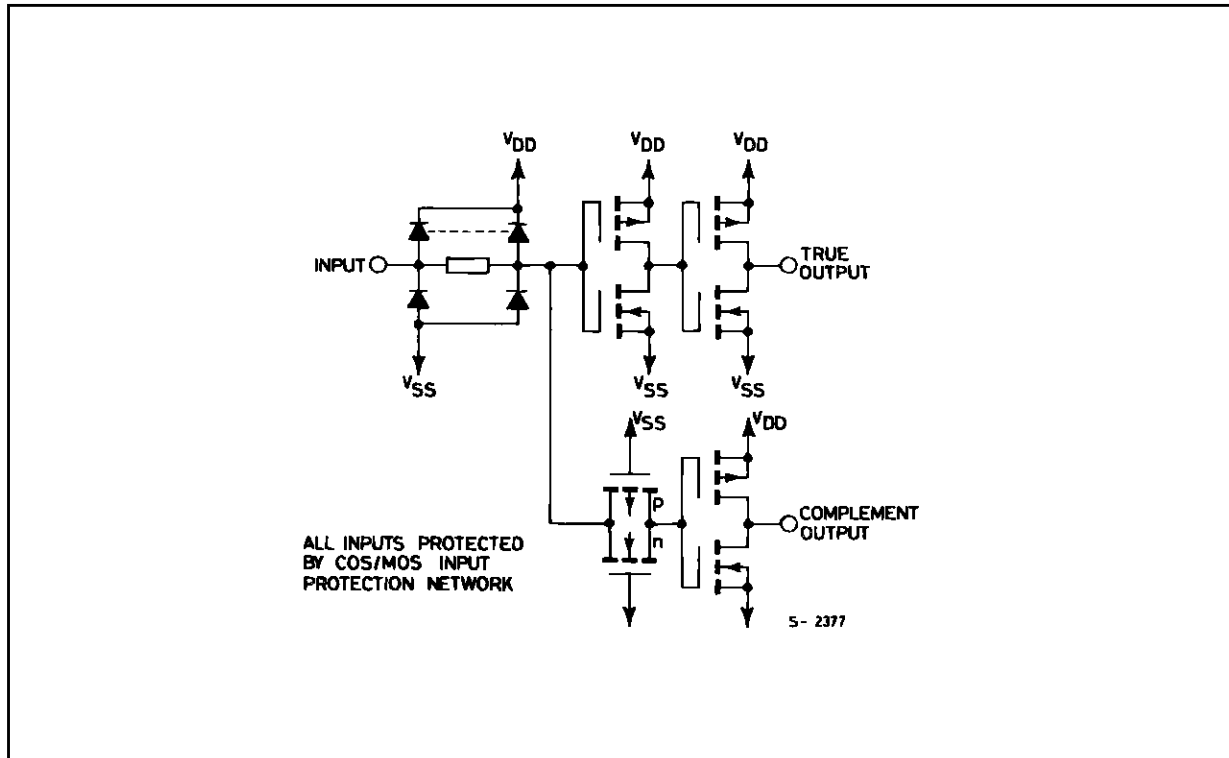 VDD
VDD
VDD
INPUT
TRUE
OUTPUT
VSS
VSS
VSS
VSS
VDD
p
n
COMPLEMENT
OUTPUT
ALL INPUTS PROTECTED
BY COS/MOS INPUT
PROTECTION NETWORK
S- 2377